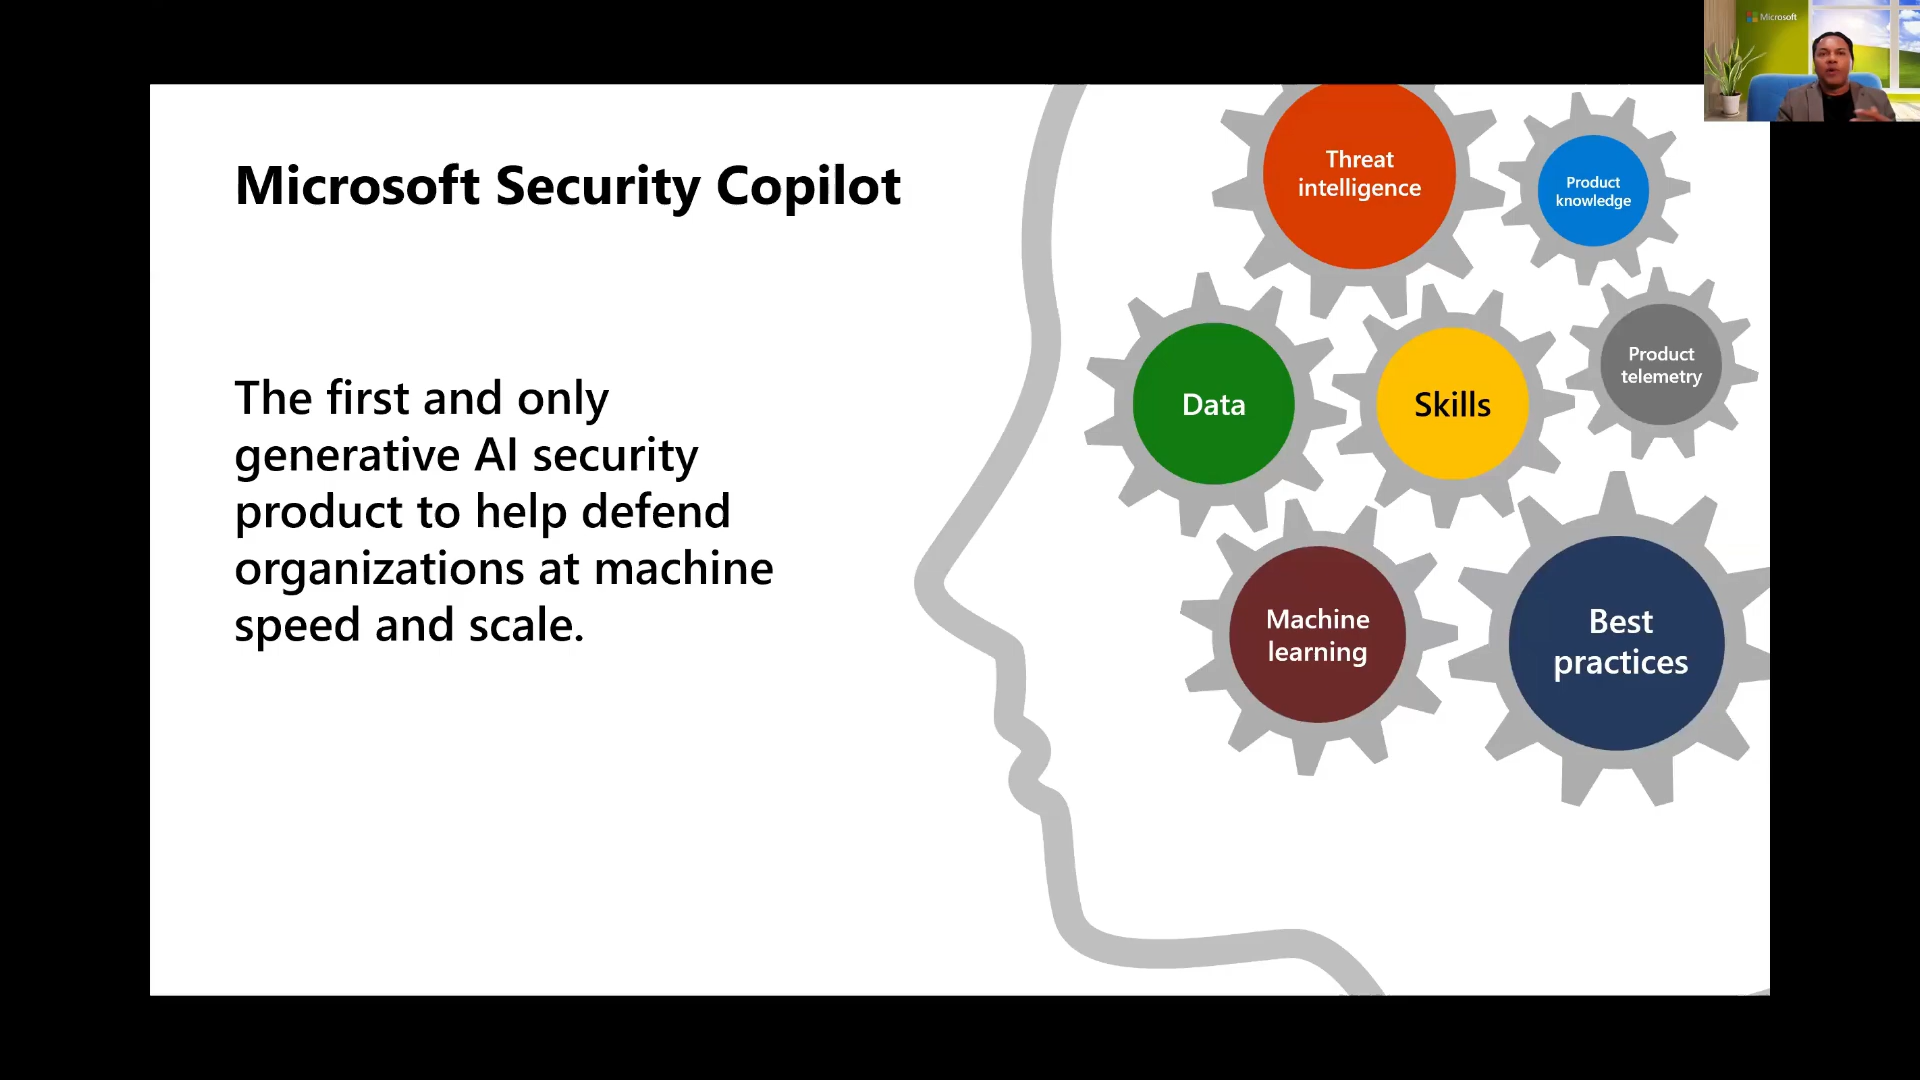 Microsoft
Microsoft Security Copilot
The first and only
generative AI security
product to help defend
organizations at machine
speed and scale.
Threat
intelligence
Product
knowledge
Data
Skills
Product
telemetry
Machine
learning
Best
practices